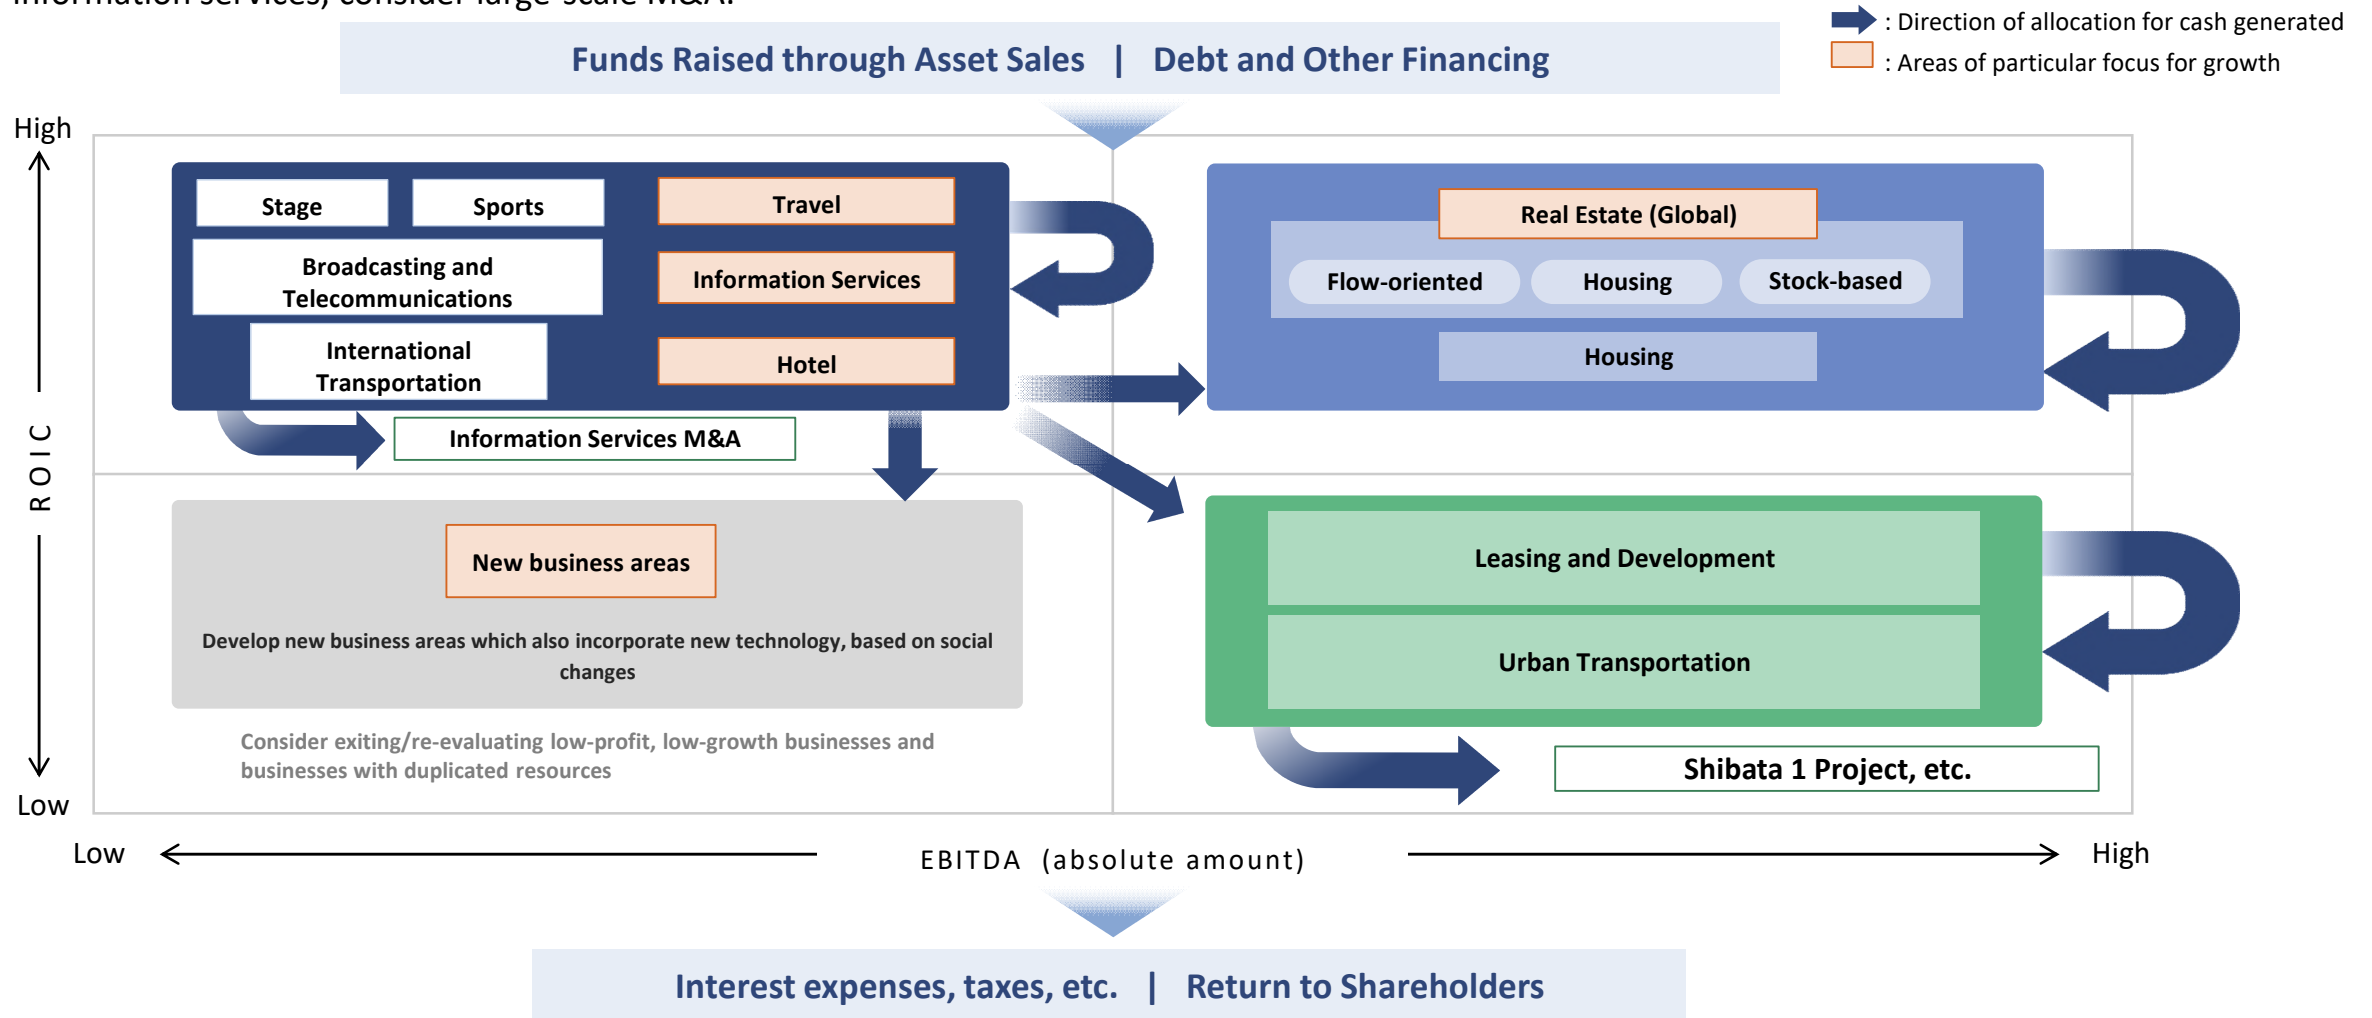 information services, consider large-scale M&A.
: Direction of allocation for cash generated
: Areas of particular focus for growth
Funds Raised through Asset Sales | Debt and Other Financing
High
Stage
Sports
Travel
Broadcasting and
Telecommunications
Information Services
International
Transportation
Hotel
Information Services M&A
Real Estate (Global)
Flow-oriented
Housing
Stock-based
Housing
ROIC
New business areas
Develop new business areas which also incorporate new technology, based on social
changes
Consider exiting/re-evaluating low-profit, low-growth businesses and
businesses with duplicated resources
Leasing and Development
Urban Transportation
Shibata 1 Project, etc.
Low
Low
EBITDA (absolute amount)
High
Interest expenses, taxes, etc. | Return to Shareholders